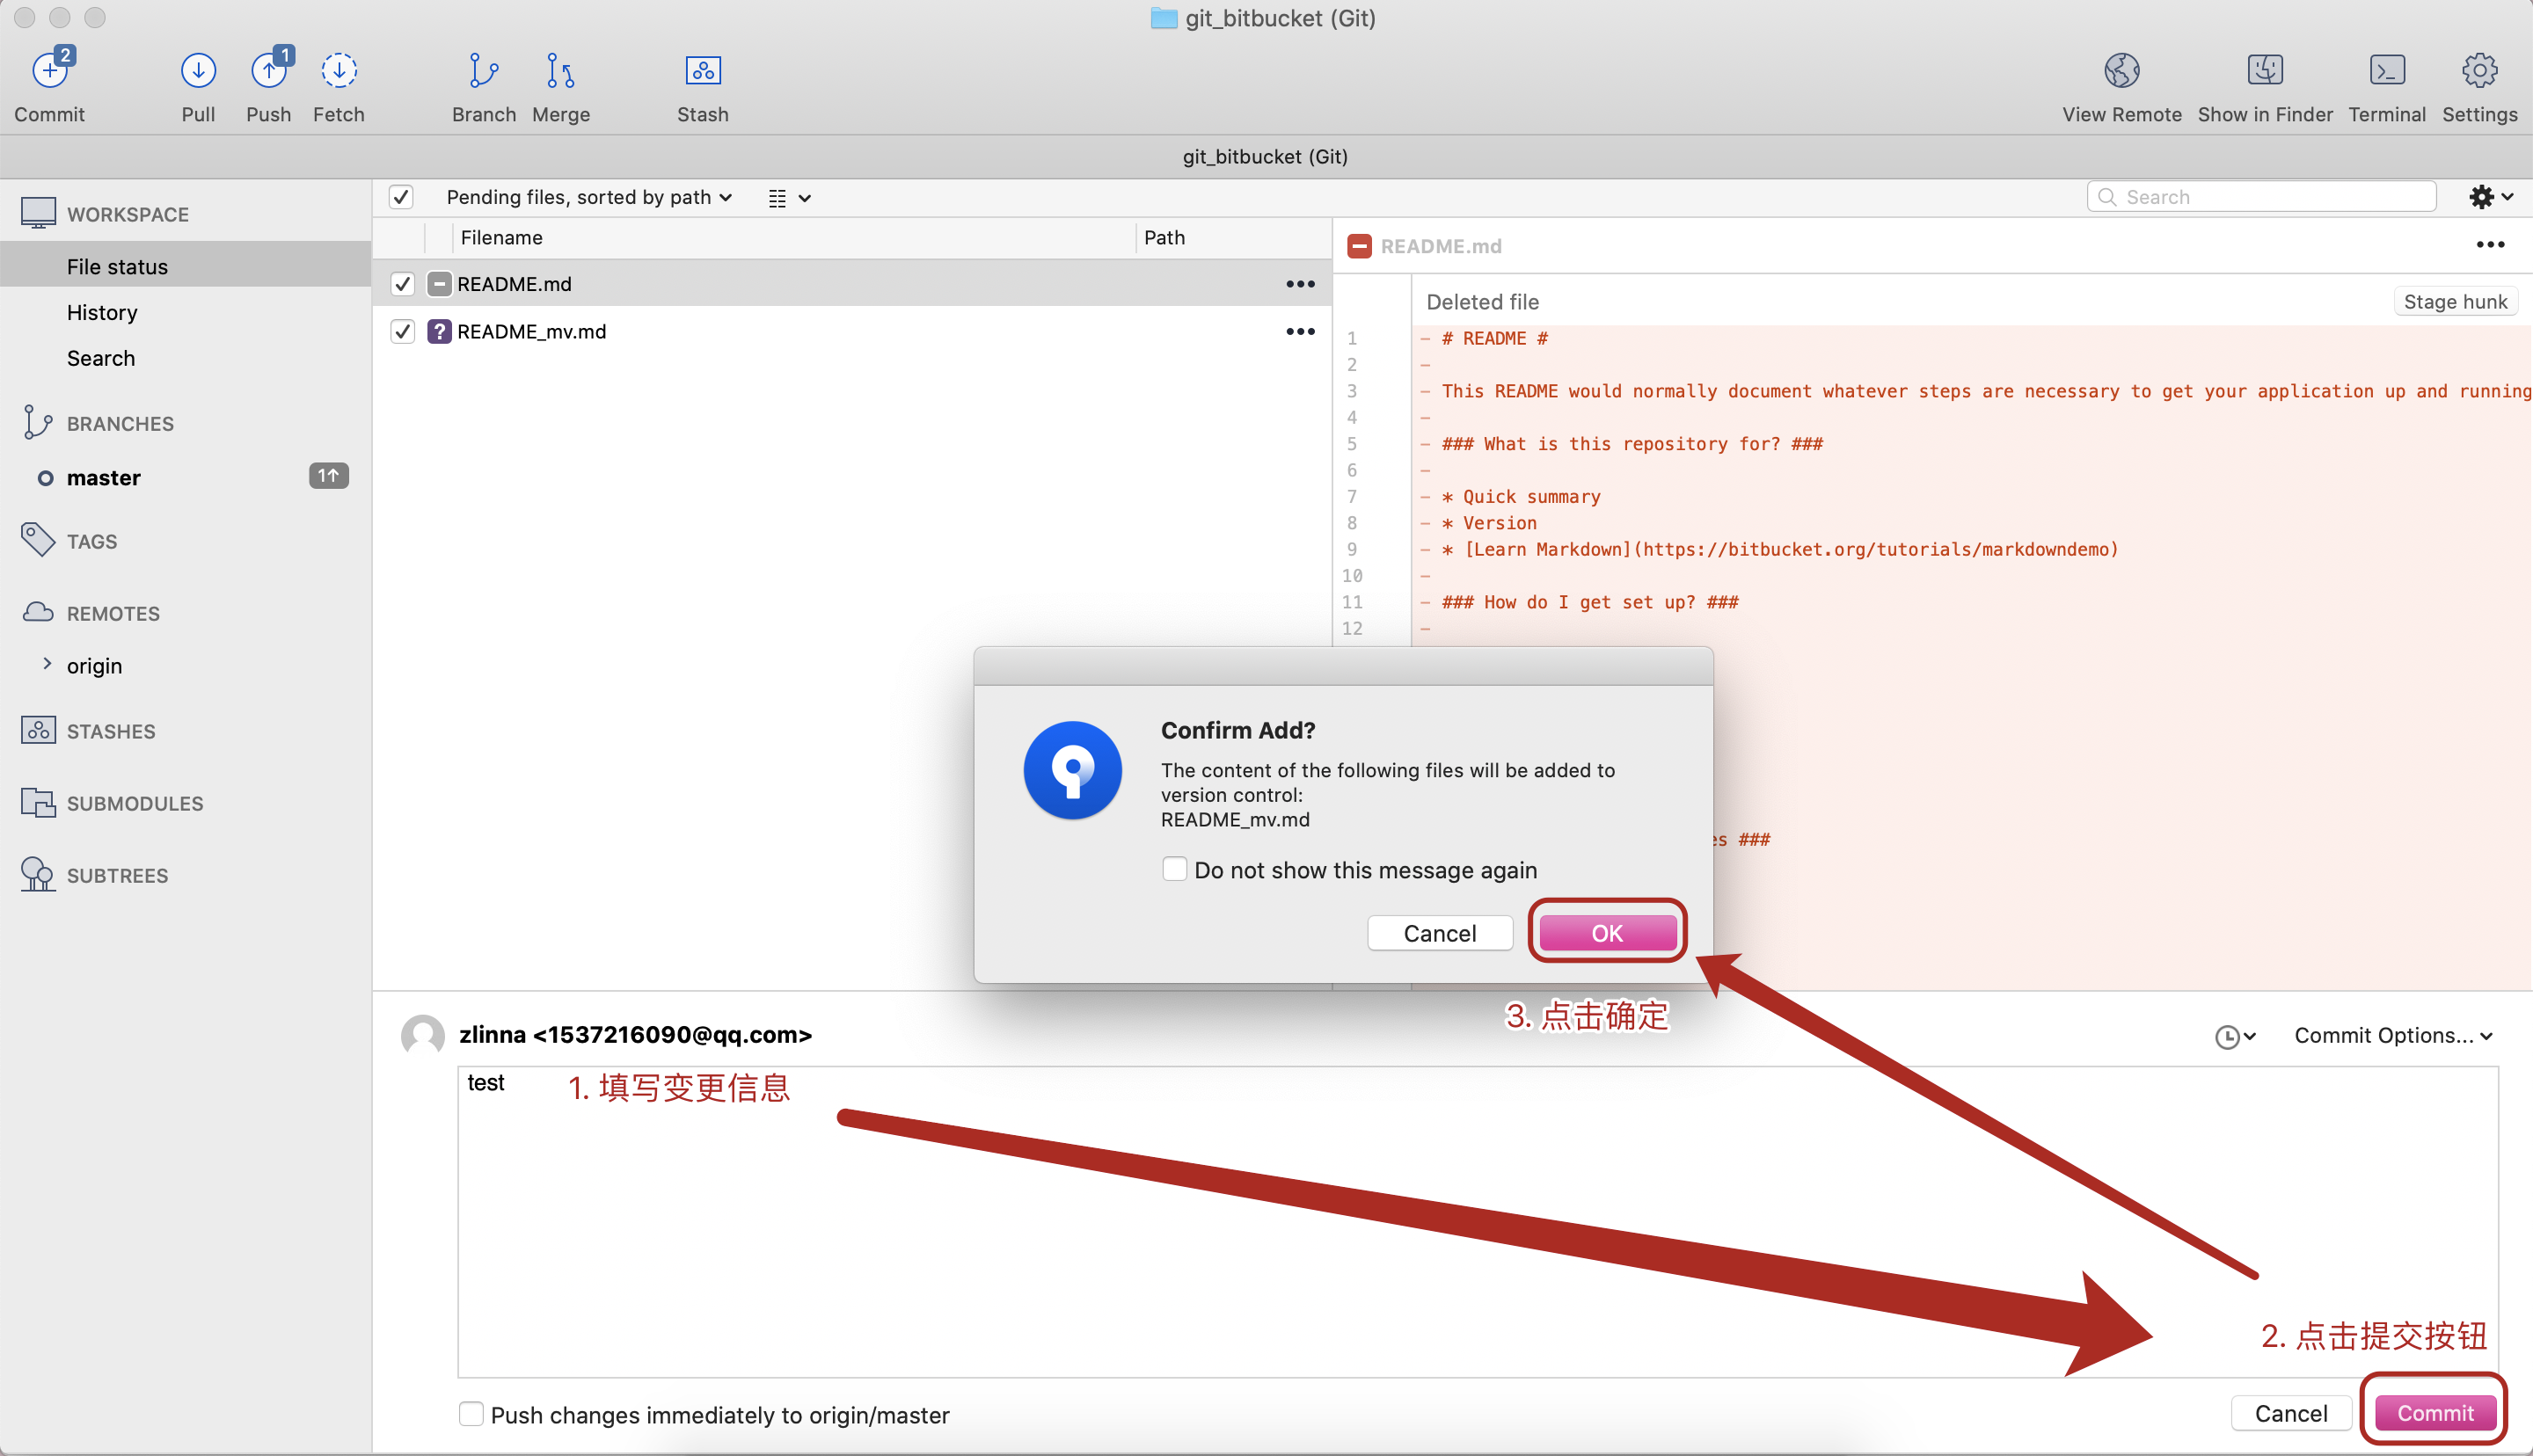 git_bitbucket (Git)
2
1
Commit
Pull
Push
Fetch
Branch
Merge
Stash
View Remote
Show in Finder
Terminal
Settings
git_bitbucket (Git)
WORKSPACE
File status
History
Search
BRANCHES
master
1↑
TAGS
REMOTES
origin
STASHES
SUBMODULES
SUBTREES
Pending files, sorted by path
Search
Filename
Path
README.md
README_mv.md
README.md
Deleted file
Stage hunk
1 - # README #
2 -
3 - This README would normally document whatever steps are necessary to get your application up and running
4 -
5 - ### What is this repository for? ###
6 -
7 - * Quick summary
8 - * Version
9 - * [Learn Markdown](https://bitbucket.org/tutorials/markdowndemo)
10 -
11 - ### How do I get set up? ###
12 -
es ###
Confirm Add?
The content of the following files will be added to
version control:
README_mv.md
Do not show this message again
Cancel
OK
3. 点击确定
zlinna <1537216090@qq.com>
Commit Options...
test
1. 填写变更信息
2. 点击提交按钮
Push changes immediately to origin/master
Cancel
Commit